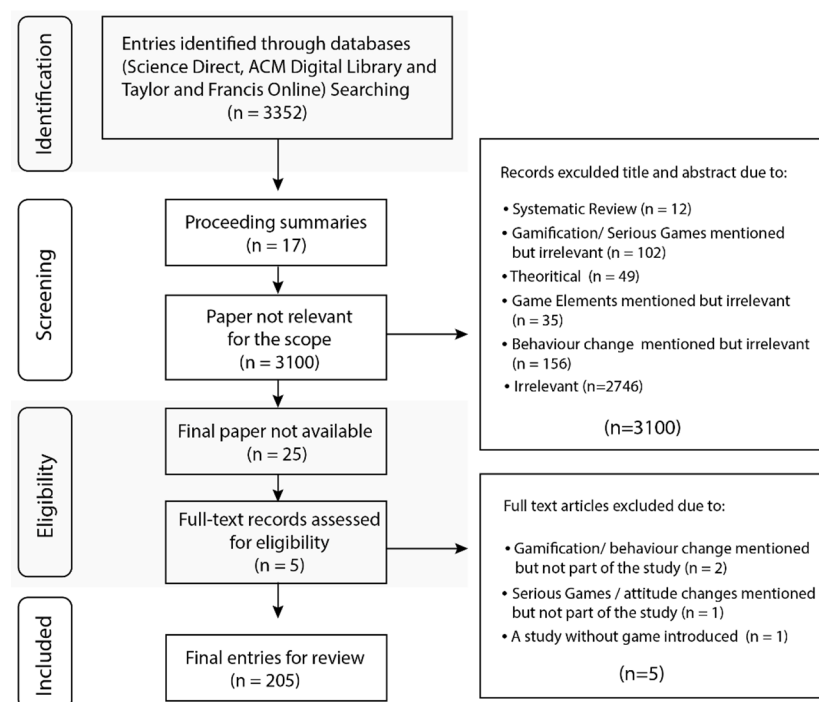 Identification
Entries identified through databases
(Science Direct, ACM Digital Library and
Taylor and Francis Online) Searching
(n = 3352)
Screening
Proceeding summaries
(n = 17)
Paper not relevant
for the scope
(n = 3100)
Records exculded title and abstract due to:
• Systematic Review (n = 12)
• Gamification/ Serious Games mentioned
but irrelevant (n = 102)
• Theoritical (n = 49)
• Game Elements mentioned but irrelevant
(n = 35)
• Behaviour change mentioned but irrelevant
(n = 156)
• Irrelevant (n=2746)
(n=3100)
Eligibility
Final paper not available
(n = 25)
Full-text records assessed
for eligibility
(n = 5)
Full text articles excluded due to:
• Gamification/ behaviour change mentioned
but not part of the study (n = 2)
• Serious Games / attitude changes mentioned
but not part of the study (n = 1)
• A study without game introduced (n = 1)
(n=5)
Included
Final entries for review
(n = 205)